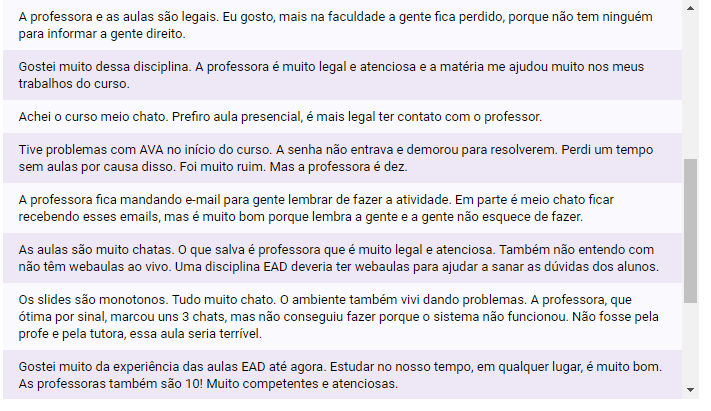 A professora e as aulas são legais. Eu gosto, mais na faculdade a gente fica perdido, porque não tem ninguém
para informar a gente direito.
Gostei muito dessa disciplina. A professora é muito legal e atenciosa e a matéria me ajudou muito nos meus
trabalhos do curso.
Achei o curso meio chato. Prefiro aula presencial, é mais legal ter contato com o professor.
Tive problemas com AVA no início do curso. A senha não entrava e demorou para resolverem. Perdi um tempo
sem aulas por causa disso. Foi muito ruim. Mas a professora é dez.
A professora fica mandando e-mail para gente lembrar de fazer a atividade. Em parte é meio chato ficar
recebendo esses emails, mas é muito bom porque lembra a gente e a gente não esquece de fazer.
As aulas são muito chatas. O que salva é professora que é muito legal e atenciosa. Também não entendo com
não têm webaulas ao vivo. Uma disciplina EAD deveria ter webaulas para ajudar a sanar as dúvidas dos alunos.
Os slides são monotonos. Tudo muito chato. O ambiente também vivi dando problemas. A professora, que
ótima por sinal, marcou uns 3 chats, mas não conseguiu fazer porque o sistema não funcionou. Não fosse pela
profe e pela tutora, essa aula seria terrível.
Gostei muito da experiência das aulas EAD até agora. Estudar no nosso tempo, em qualquer lugar, é muito bom.
As professoras também são 10! Muito competentes e atenciosas.